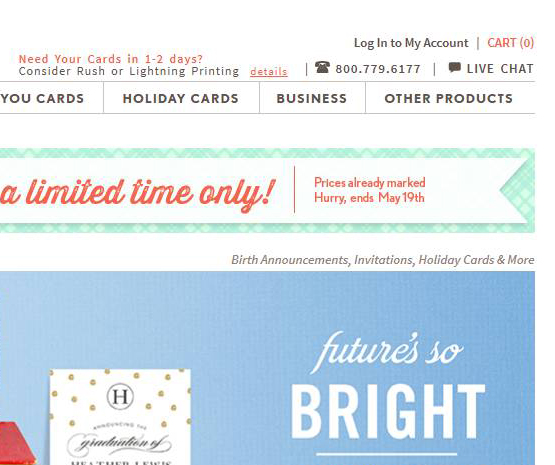 Log In to My Account | CART (0)
Need Your Cards in 1-2 days?
Consider Rush or Lightning Printing details | 800.779.6177 | LIVE CHAT
YOU CARDS HOLIDAY CARDS BUSINESS OTHER PRODUCTS
a limited time only!
Prices already marked
Hurry, ends May 19th
Birth Announcements, Invitations, Holiday Cards & More
future's so
BRIGHT
H
ANNOUNCING THE
graduation of
HEATHER LEWIS